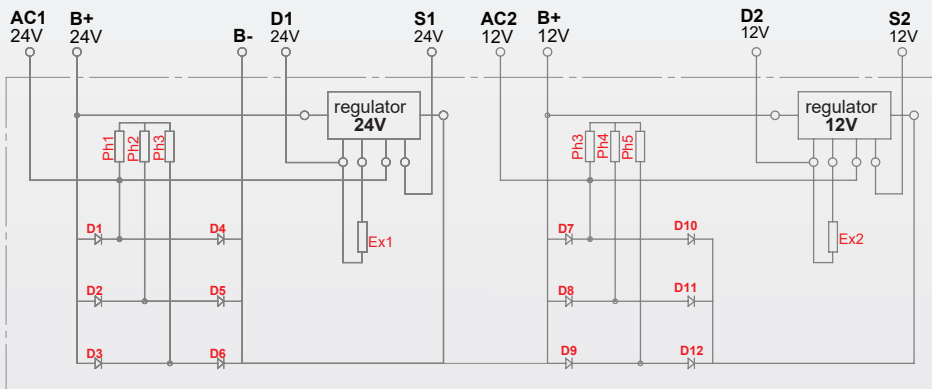 AC1 B+ D1 S1 AC2 B+ D2 S2
24V 24V B- 24V 24V 12V 12V 12V 12V
regulator regulator
24V 12V
Ph1 Ph2 Ph3 Ph3 Ph4 Ph5
D1 D4 D7 D10
Ex1 Ex2
D2 D5 D8 D11
D3 D6 D9 D12